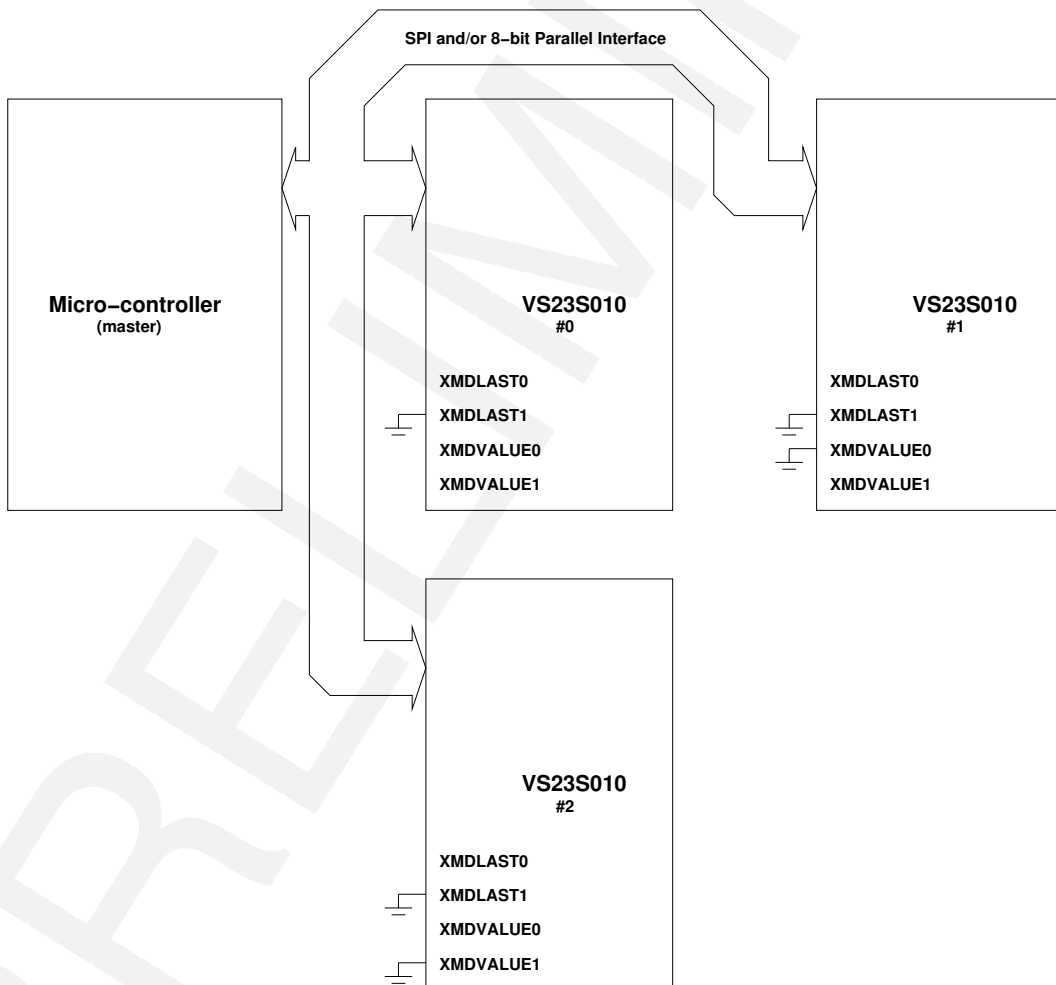 SPI and/or 8−bit Parallel Interface
Micro−controller
(master)
VS23S010
#0
XMDLAST0
XMDLAST1
XMDVALUE0
XMDVALUE1
VS23S010
#1
XMDLAST0
XMDLAST1
XMDVALUE0
XMDVALUE1
VS23S010
#2
XMDLAST0
XMDLAST1
XMDVALUE0
XMDVALUE1